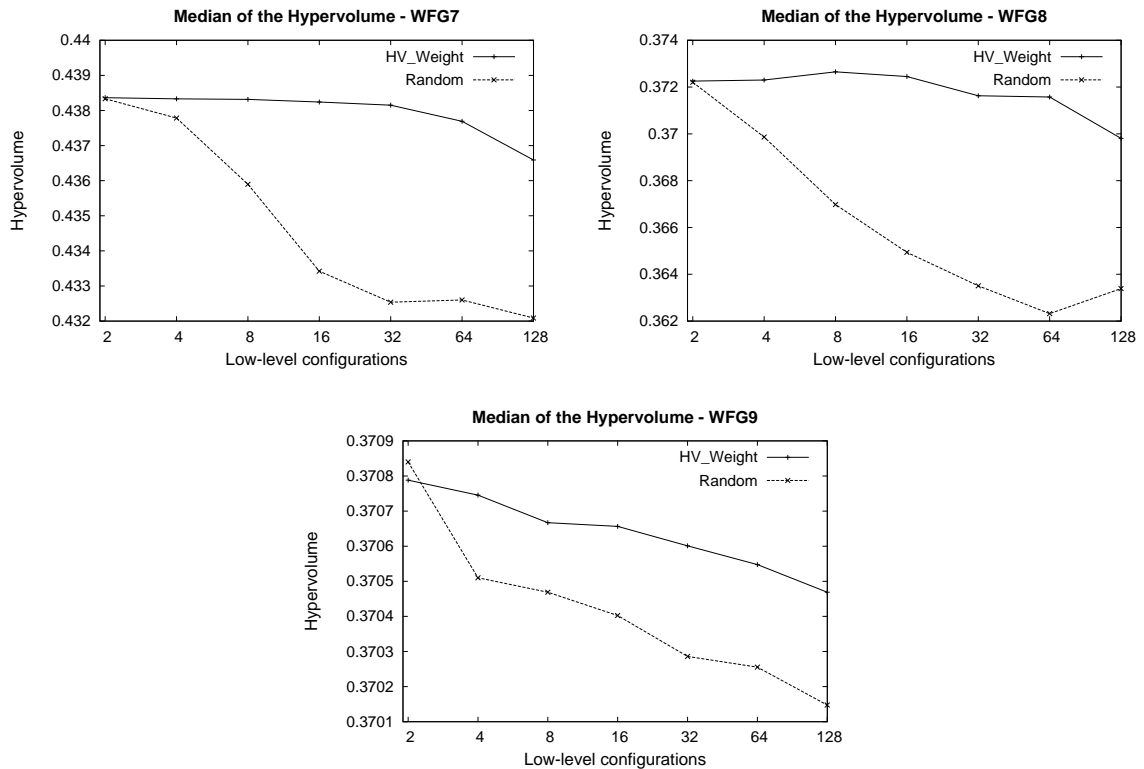 Median of the Hypervolume - WFG7
0.44
0.439
0.438
0.437
0.436
0.435
0.434
0.433
0.432
Hypervolume
HV_Weight
Random
2 4 8 16 32 64 128
Low-level configurations
Median of the Hypervolume - WFG8
0.374
0.372
0.37
0.368
0.366
0.364
0.362
Hypervolume
HV_Weight
Random
2 4 8 16 32 64 128
Low-level configurations
Median of the Hypervolume - WFG9
0.3709
0.3708
0.3707
0.3706
0.3705
0.3704
0.3703
0.3702
0.3701
Hypervolume
HV_Weight
Random
2 4 8 16 32 64 128
Low-level configurations